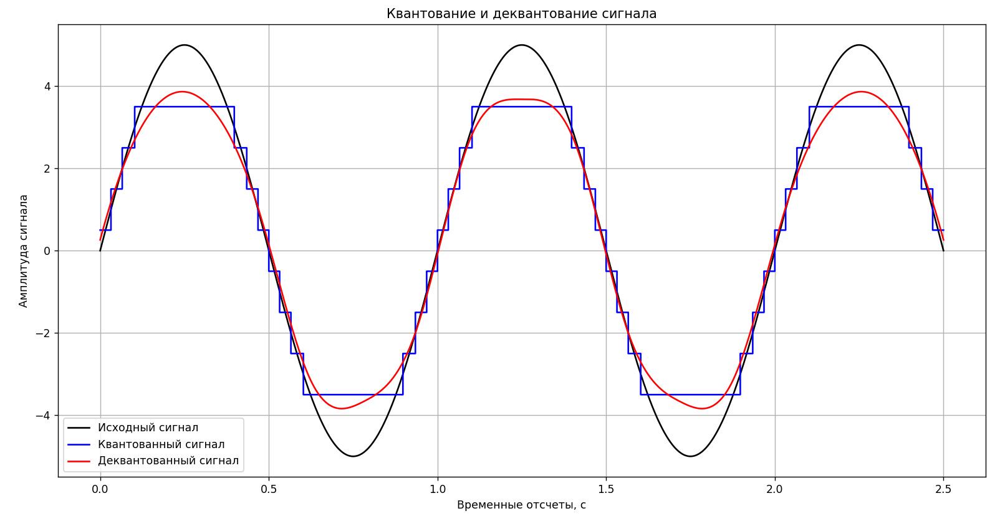 Квантование и деквантование сигнала
Амплитуда сигнала
4
2
0
−2
−4
Исходный сигнал
Квантованный сигнал
Деквантованный сигнал
0.0 0.5 1.0 1.5 2.0 2.5
Временные отсчеты, с